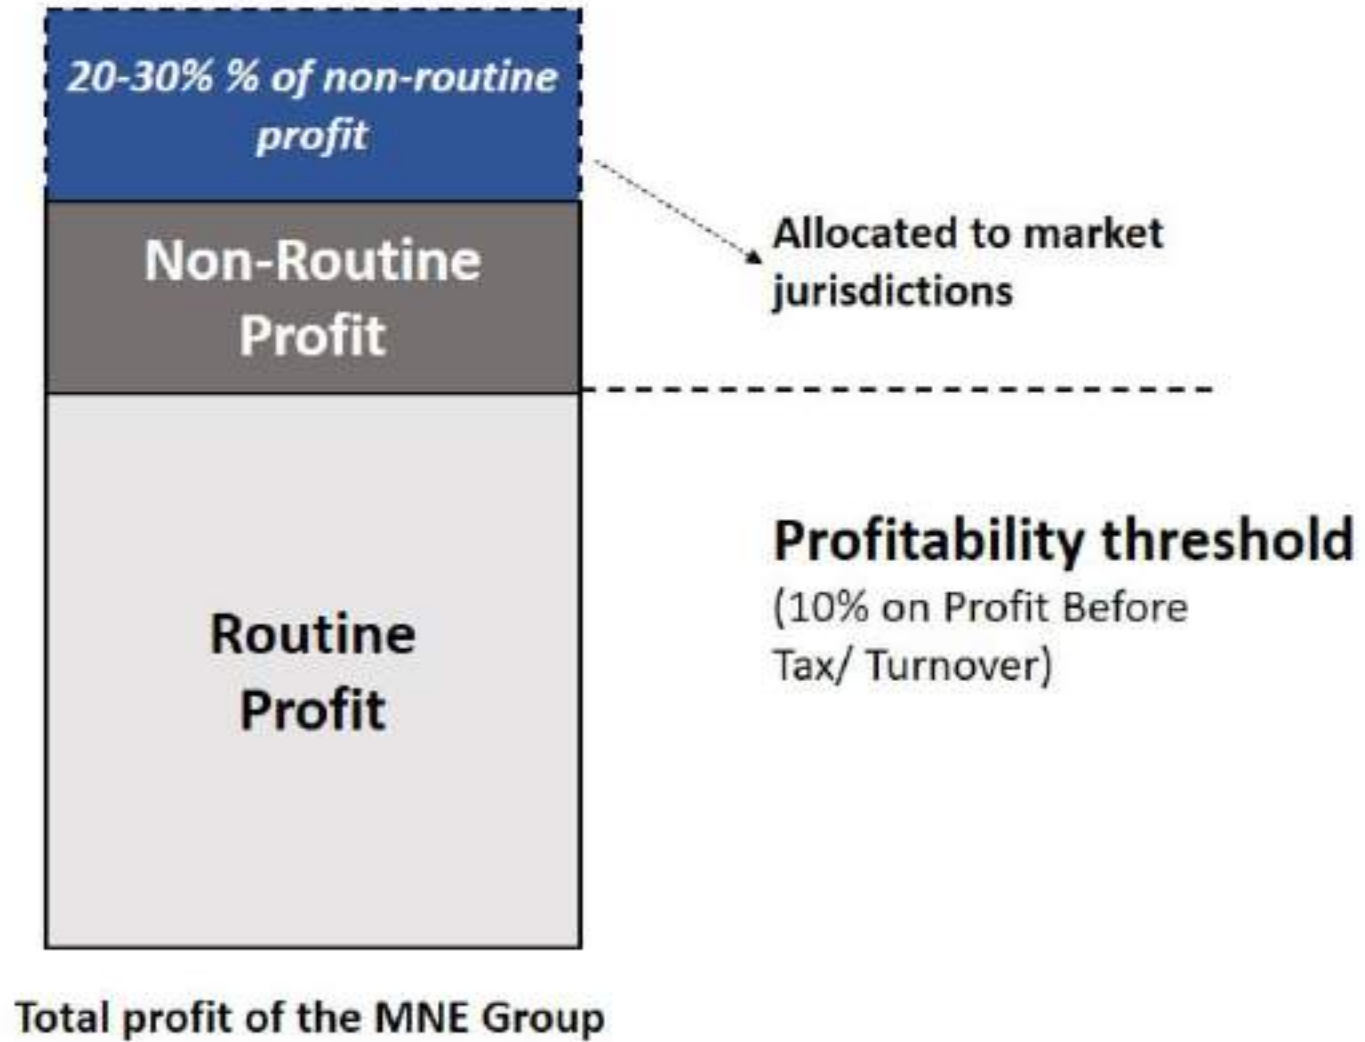 20-30% % of non-routine
profit
Non-Routine
Profit
Allocated to market
jurisdictions
Profitability threshold
(10% on Profit Before
Tax/ Turnover)
Routine
Profit
Total profit of the MNE Group